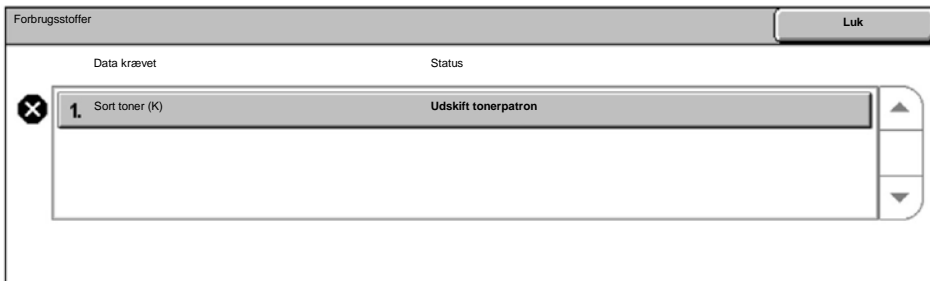 Forbrugsstoffer Luk
Data krævet Status
1. Sort toner (K) Udskift tonerpatron